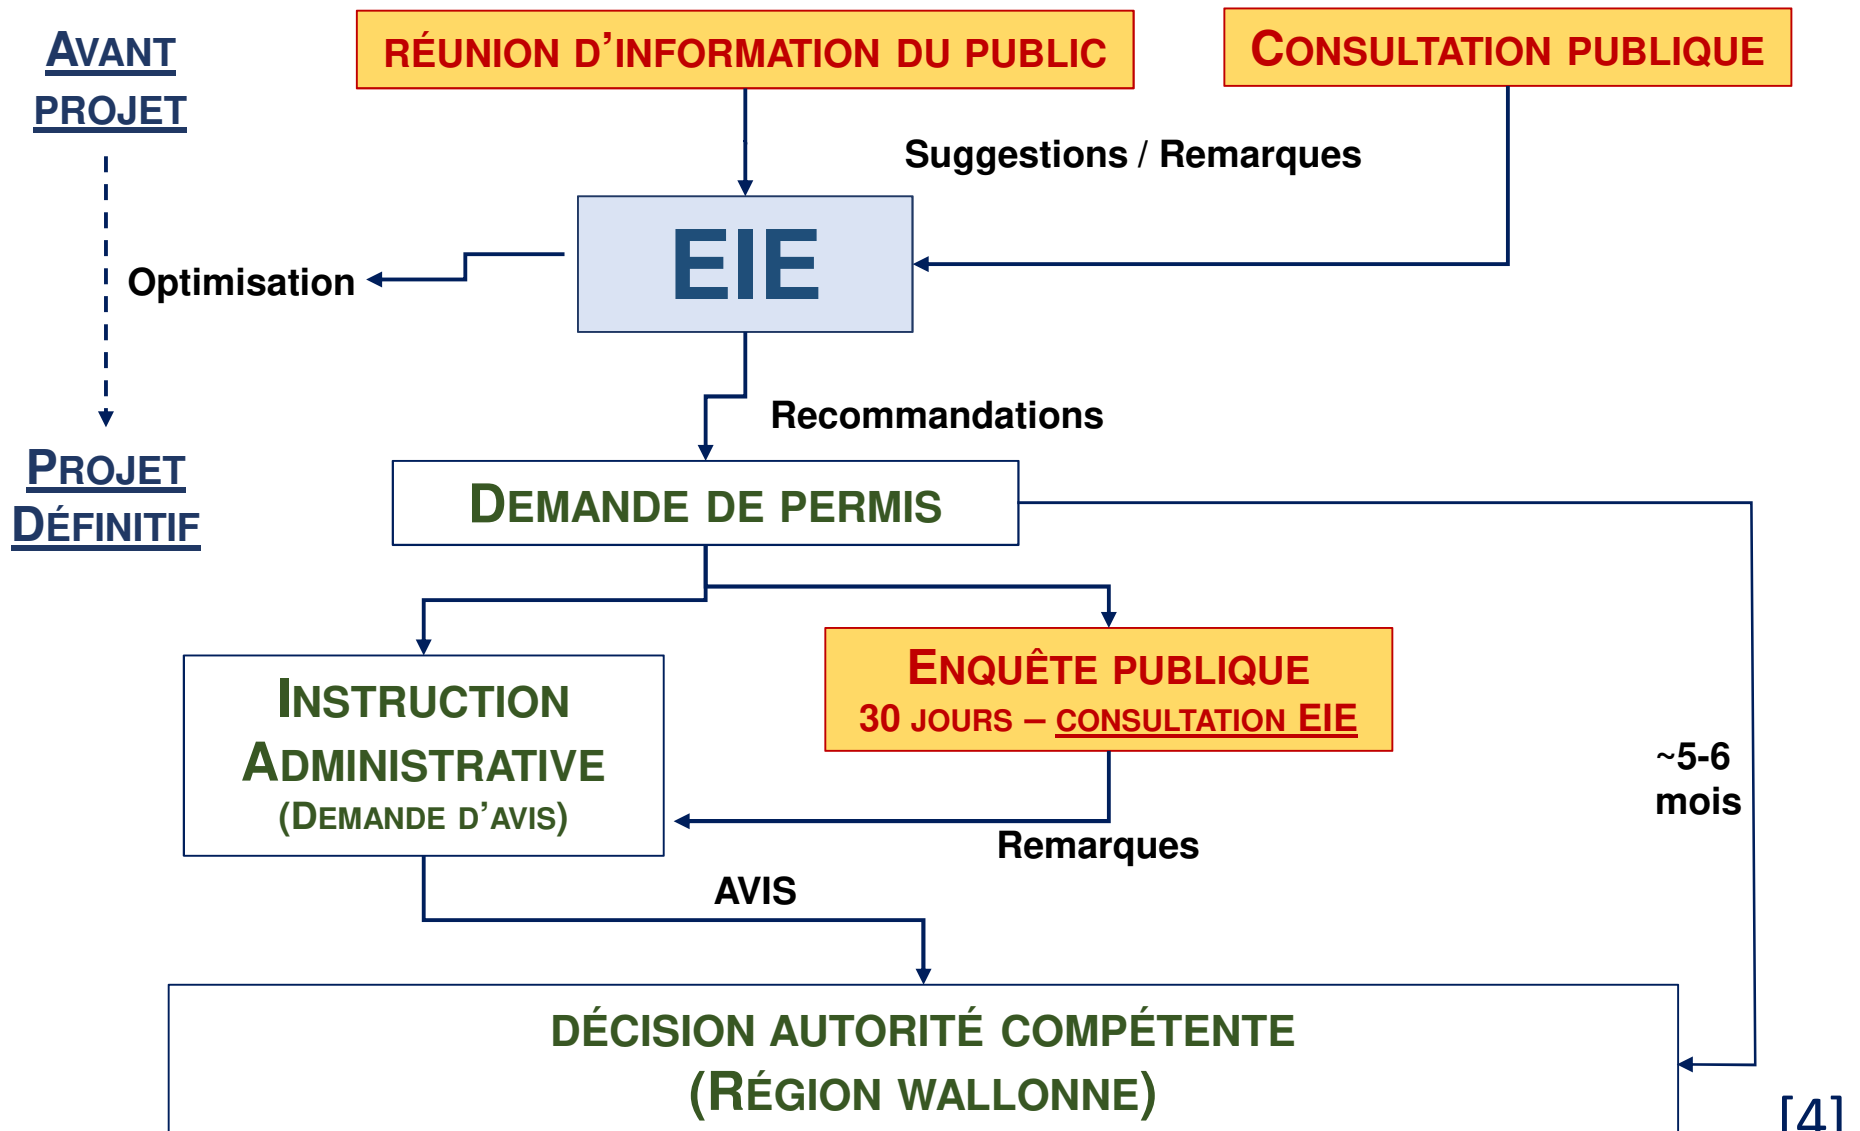 AVANT
PROJET
RÉUNION D’INFORMATION DU PUBLIC
CONSULTATION PUBLIQUE
Suggestions / Remarques
EIE
Optimisation
Recommandations
PROJET
DÉFINITIF
DEMANDE DE PERMIS
INSTRUCTION
ADMINISTRATIVE
(DEMANDE D’AVIS)
ENQUÊTE PUBLIQUE
30 JOURS – CONSULTATION EIE
~5-6
mois
Remarques
AVIS
DÉCISION AUTORITÉ COMPÉTENTE
(RÉGION WALLONNE)
[4]